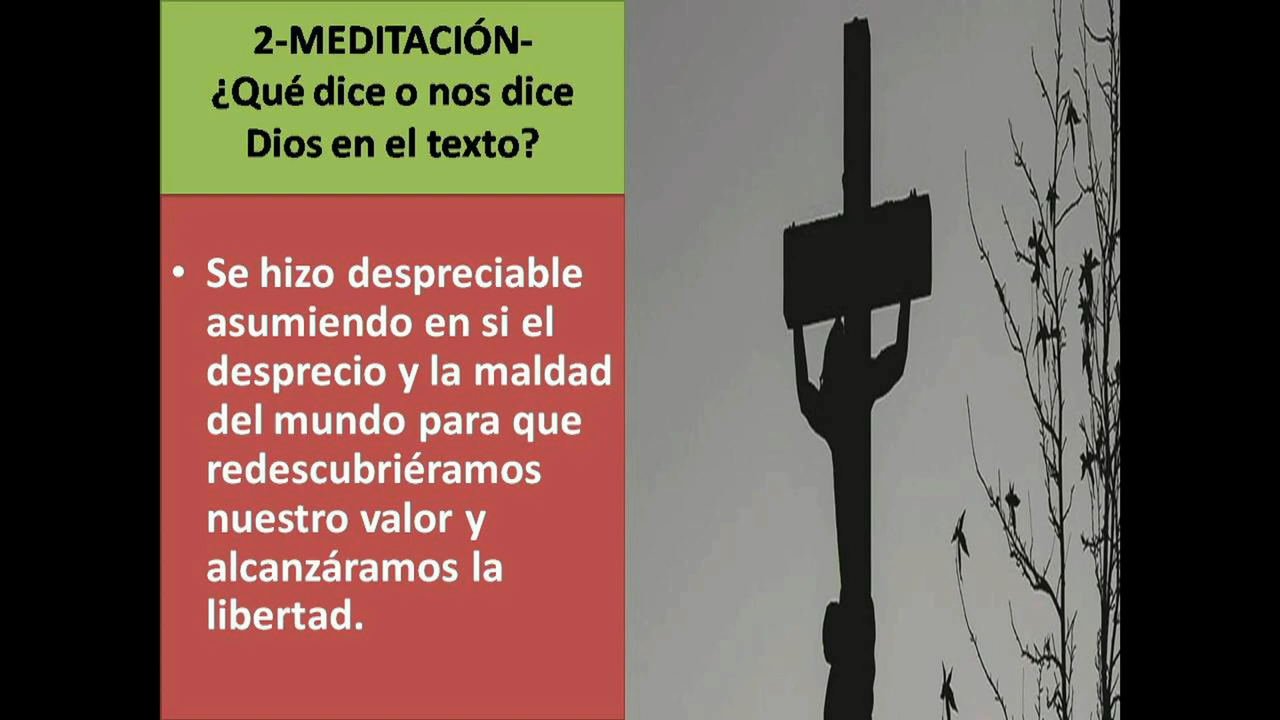 2-MEDITACIÓN-
¿Qué dice o nos dice
Dios en el texto?
• Se hizo despreciable
asumiendo en si el
desprecio y la maldad
del mundo para que
redescubriéramos
nuestro valor y
alcanzáramos la
libertad.